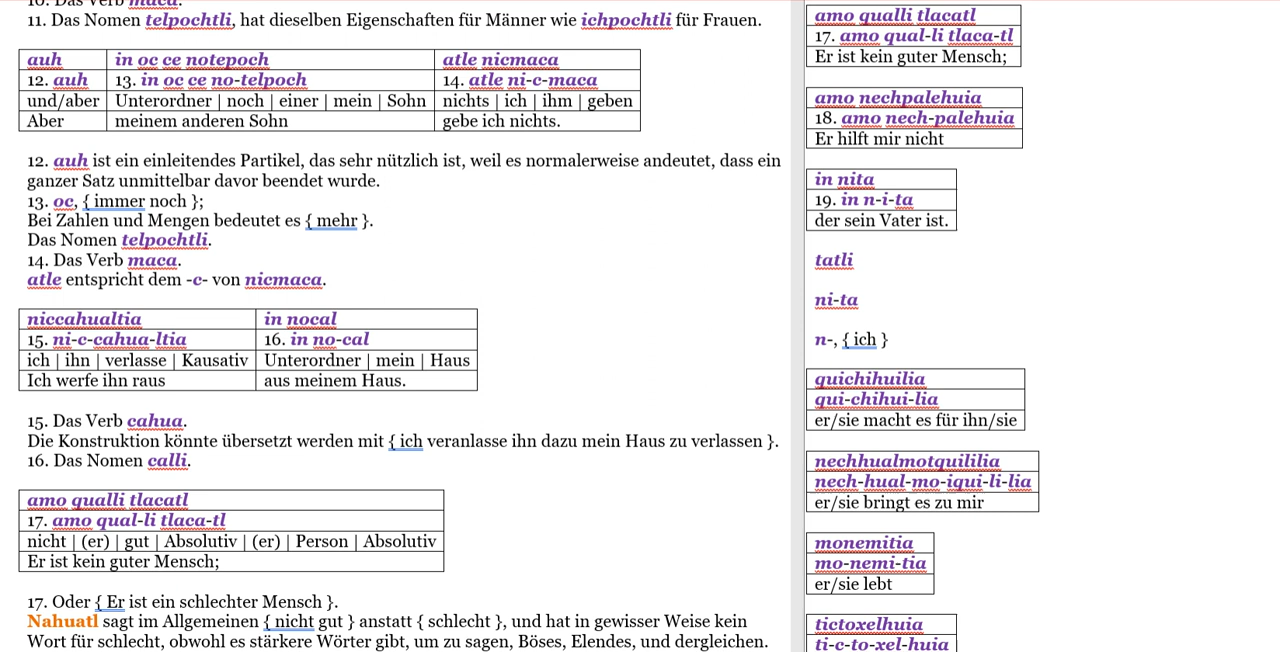 10. Das Verb maca.
11. Das Nomen telpochtli, hat dieselben Eigenschaften für Männer wie ichpochtli für Frauen.
auh | in oc ce notepoch | atle nicmaca
12. auh | 13. in oc ce no-telpoch | 14. atle ni-c-maca
und/aber | Unterordner | noch | einer | mein | Sohn | nichts | ich | ihm | geben
Aber | meinem anderen Sohn | gebe ich nichts.
12. auh ist ein einleitendes Partikel, das sehr nützlich ist, weil es normalerweise andeutet, dass ein
ganzer Satz unmittelbar davor beendet wurde.
13. oc, { immer noch };
Bei Zahlen und Mengen bedeutet es { mehr }.
Das Nomen telpochtli.
14. Das Verb maca.
atle entspricht dem -c- von nicmaca.
niccahualtia | in nocal
15. ni-c-cahua-ltia | 16. in no-cal
ich | ihn | verlasse | Kausativ | Unterordner | mein | Haus
Ich werfe ihn raus | aus meinem Haus.
15. Das Verb cahua.
Die Konstruktion könnte übersetzt werden mit { ich veranlasse ihn dazu mein Haus zu verlassen }.
16. Das Nomen calli.
amo qualli tlacatl
17. amo qual-li tlaca-tl
nicht | (er) | gut | Absolutiv | (er) | Person | Absolutiv
Er ist kein guter Mensch;
17. Oder { Er ist ein schlechter Mensch }.
Nahuatl sagt im Allgemeinen { nicht gut } anstatt { schlecht }, und hat in gewisser Weise kein
Wort für schlecht, obwohl es stärkere Wörter gibt, um zu sagen, Böses, Elendes, und dergleichen.
amo qualli tlacatl
17. amo qual-li tlaca-tl
Er ist kein guter Mensch;
amo nechpalehuia
18. amo nech-palehuia
Er hilft mir nicht
in nita
19. in n-i-ta
der sein Vater ist.
tatli
ni-ta
n-, { ich }
quichihuilia
qui-chihui-lia
er/sie macht es für ihn/sie
nechhualmotquililia
nech-hual-mo-iqui-li-lia
er/sie bringt es zu mir
monemitia
mo-nemi-tia
er/sie lebt
tictoxelhuia
ti-c-to-xel-huia